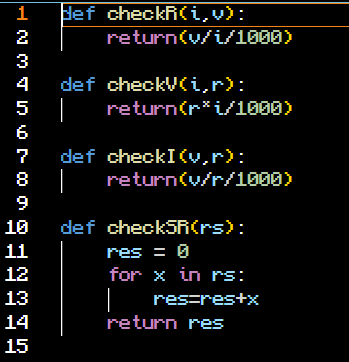 1 def checkR(i,v):
2     return(v/i/1000)
3
4 def checkV(i,r):
5     return(r*i/1000)
6
7 def checkI(v,r):
8     return(v/r/1000)
9
10 def checkSR(rs):
11     res = 0
12     for x in rs:
13         res=res+x
14     return res
15